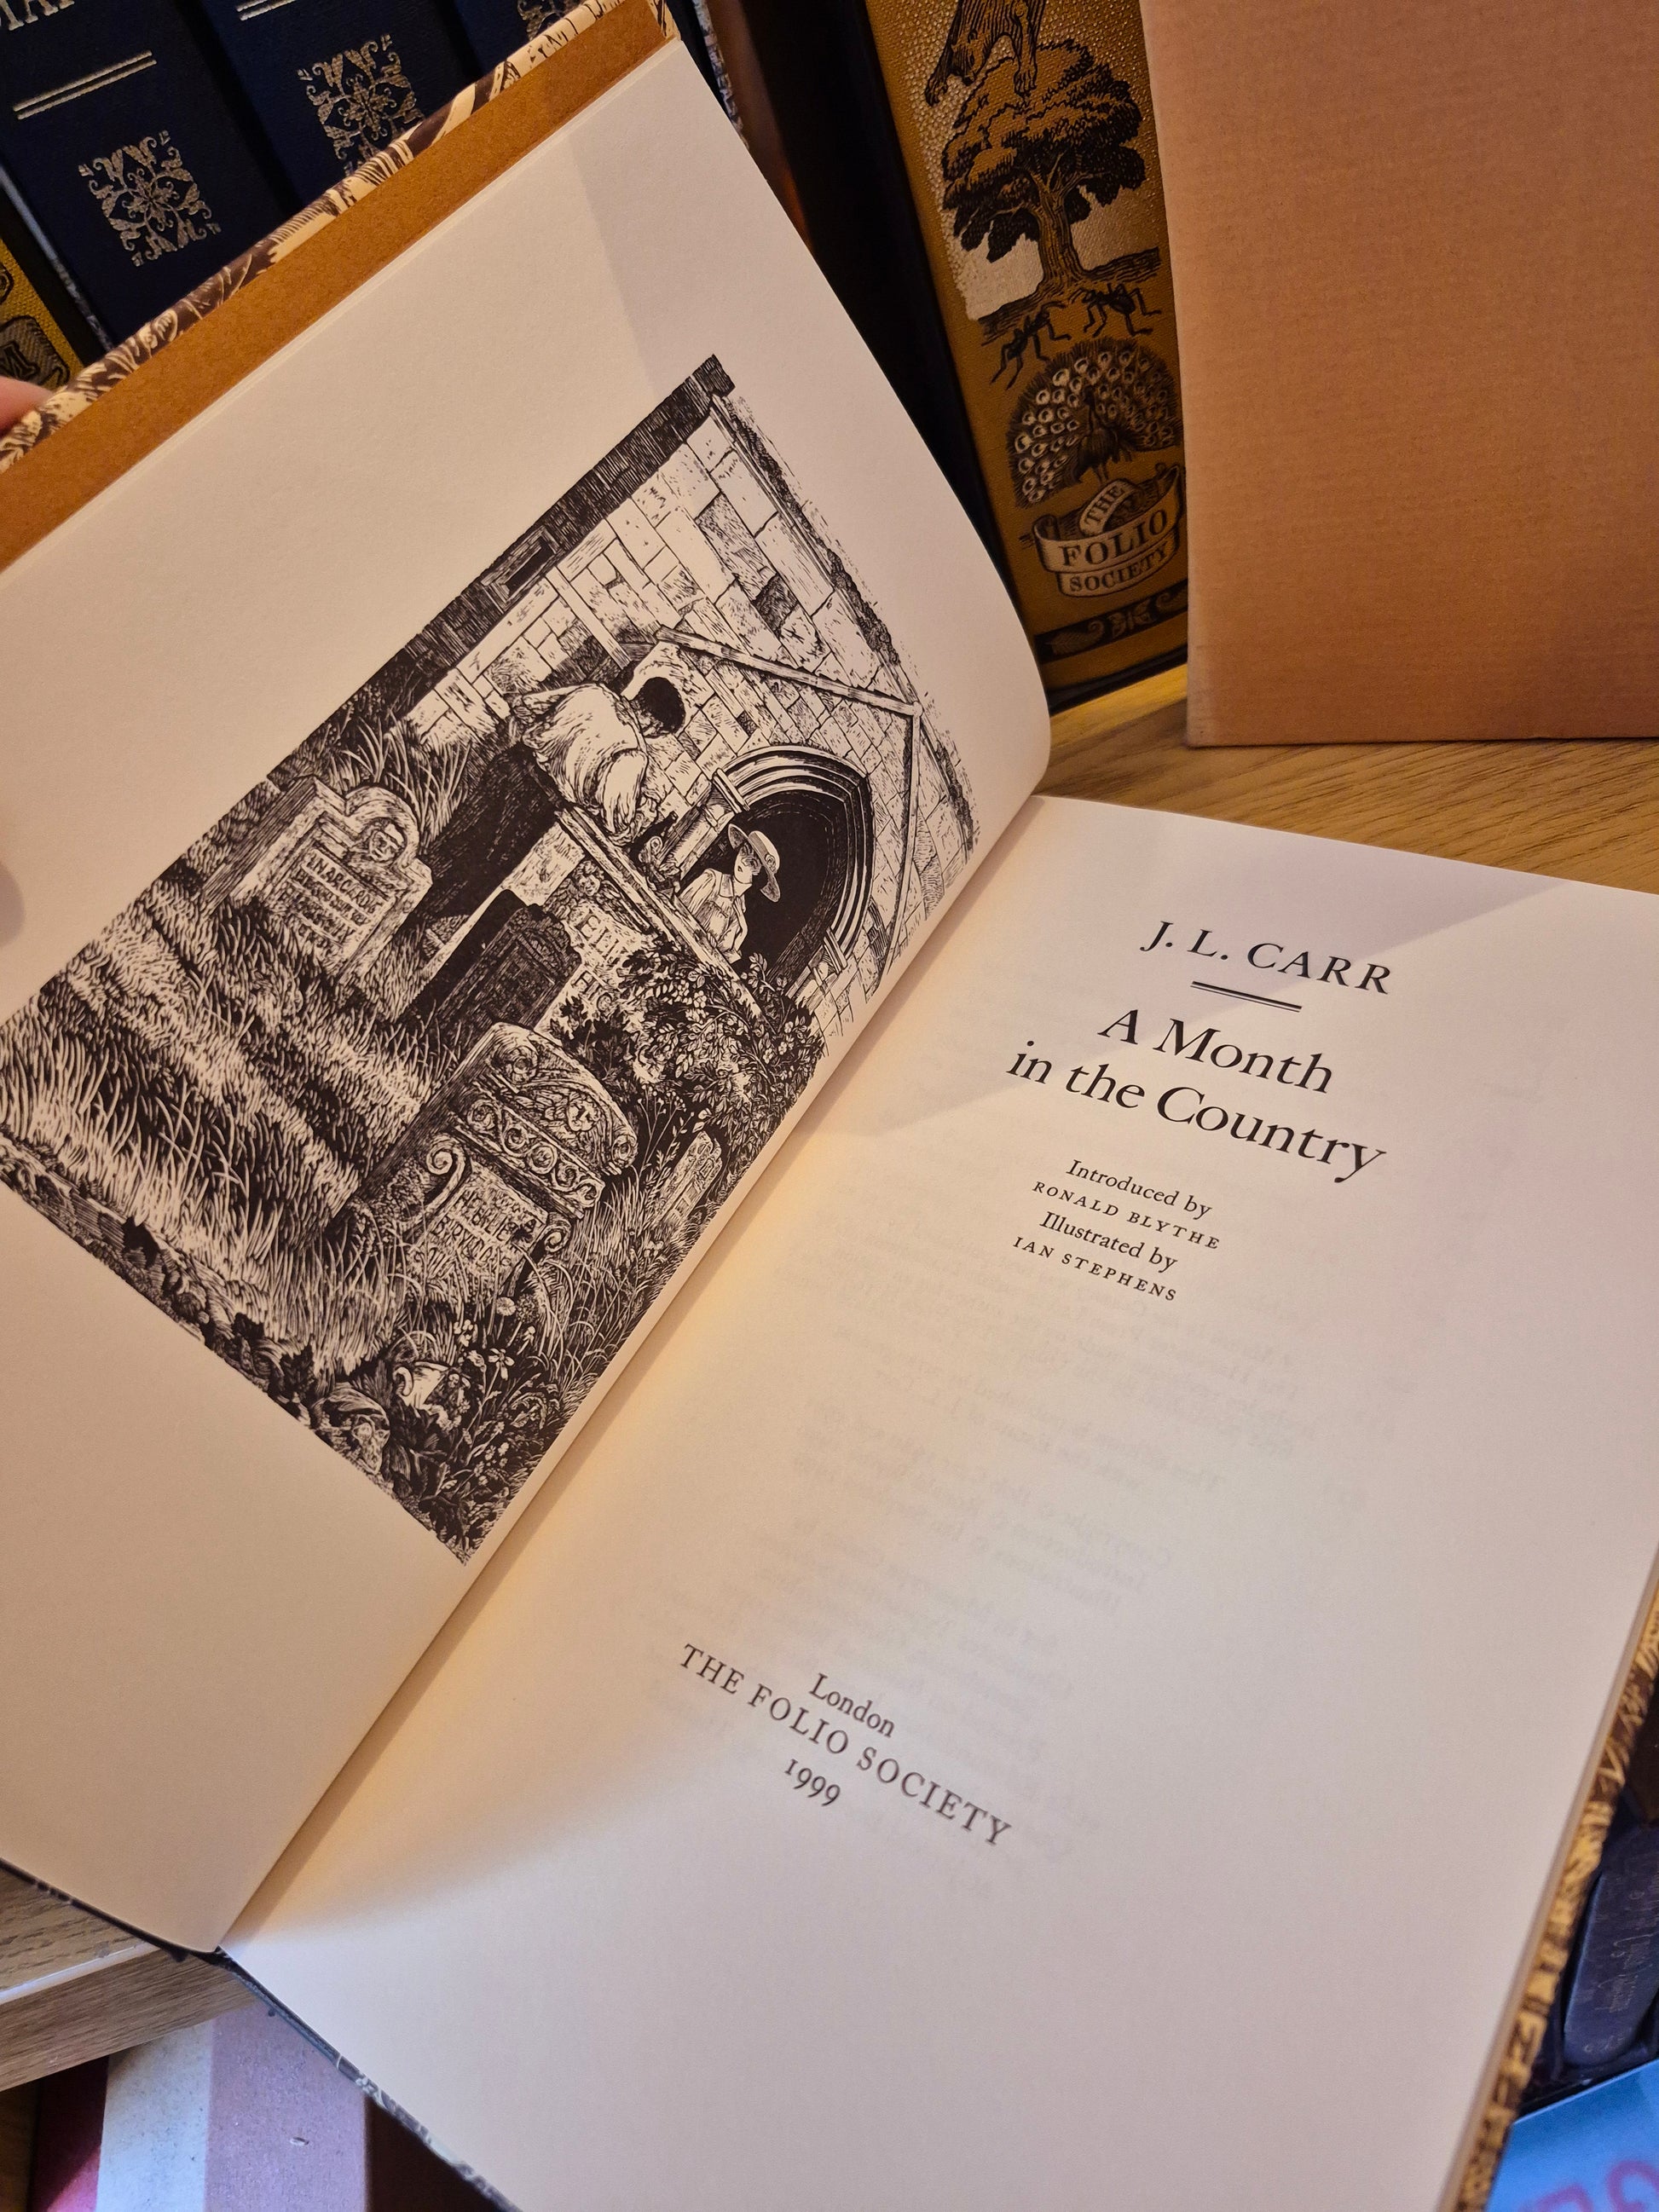 J. L. CARR
A Month
in the Country
Introduced by
RONALD BLYTHE
Illustrated by
IAN STEPHENS
London
THE FOLIO SOCIETY
1999
THE
FOLIO
SOCIETY